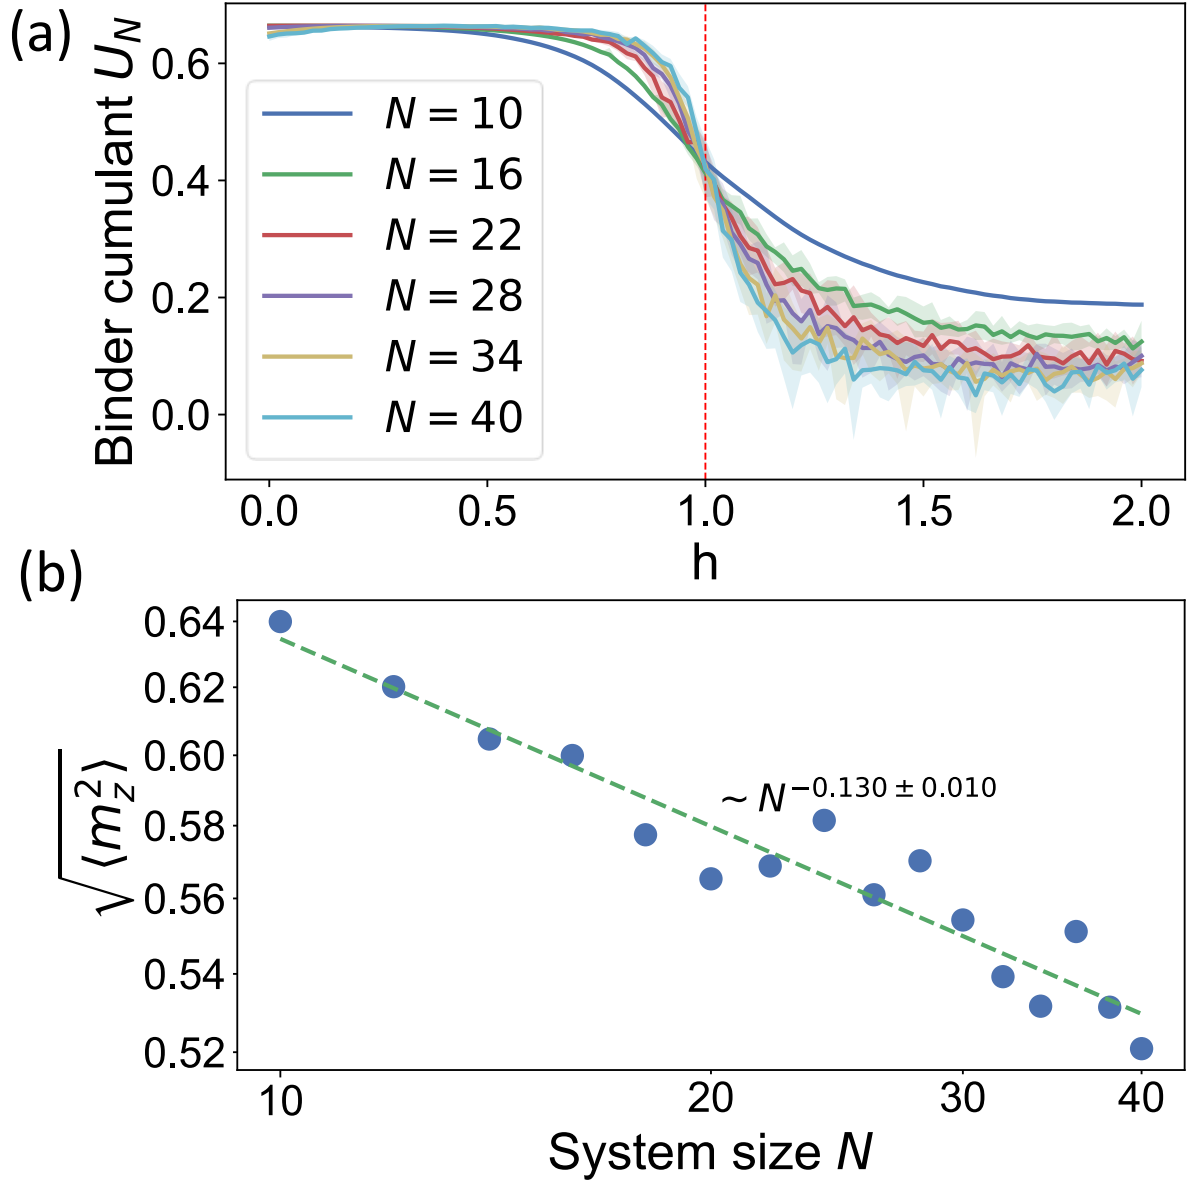 (a)
Binder cumulant U_N
0.6
0.4
0.2
0.0
N = 10
N = 16
N = 22
N = 28
N = 34
N = 40
0.0 0.5 1.0 1.5 2.0
h
(b)
√⟨m_z^2⟩
0.64
0.62
0.60
0.58
0.56
0.54
0.52
~ N^{−0.130 ± 0.010}
10 20 30 40
System size N